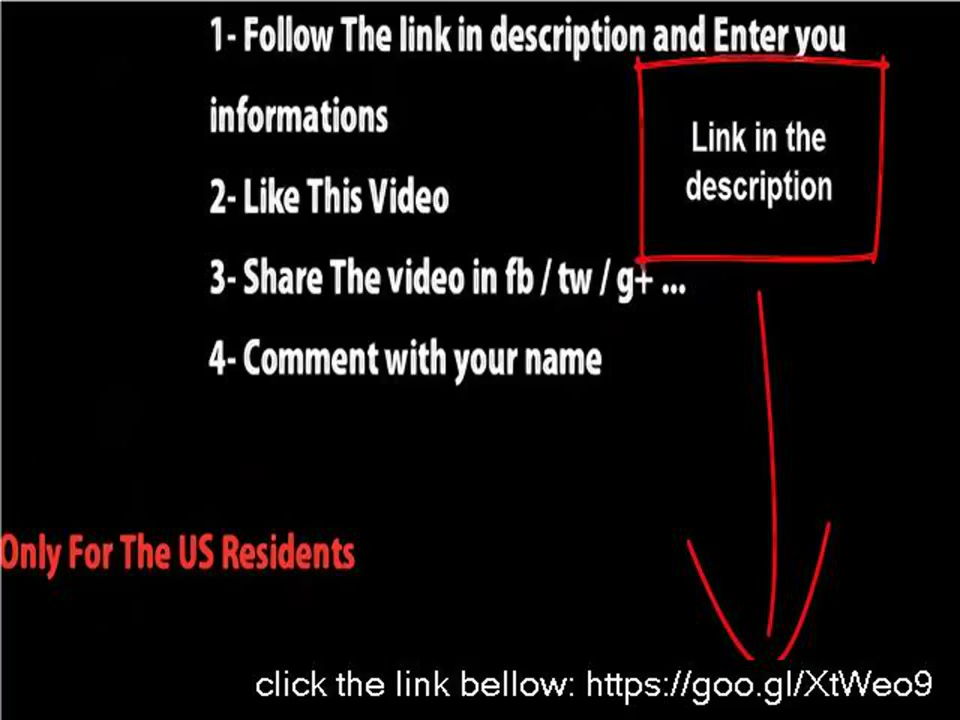 1- Follow The link in description and Enter you
informations
Link in the
description
2- Like This Video
3- Share The video in fb / tw / g+ ...
4- Comment with your name
Only For The US Residents
click the link bellow: https://goo.gl/XtWeo9